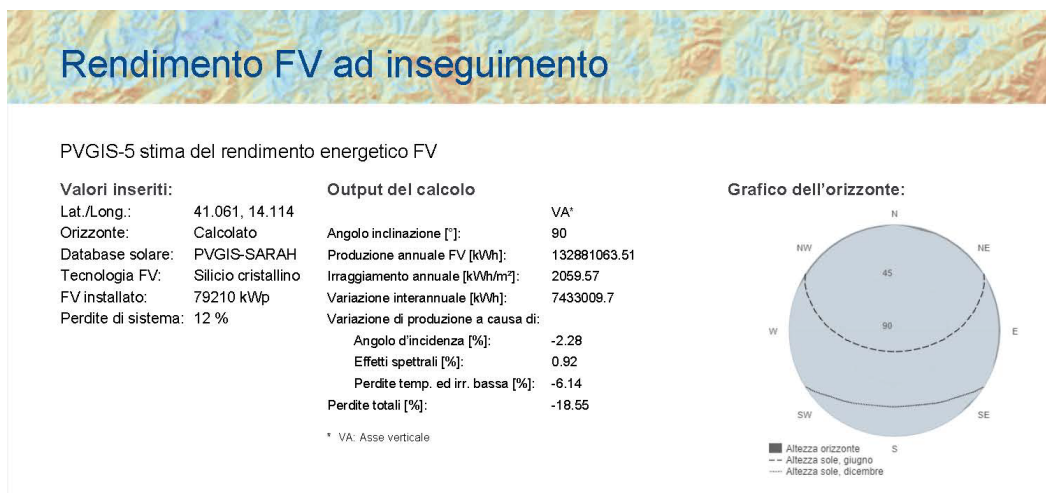 Rendimento FV ad inseguimento
PVGIS-5 stima del rendimento energetico FV
Valori inseriti:
Lat./Long.: 41.061, 14.114
Orizzonte: Calcolato
Database solare: PVGIS-SARAH
Tecnologia FV: Silicio cristallino
FV installato: 79210 kWp
Perdite di sistema: 12 %
Output del calcolo
VA*
Angolo inclinazione [°]: 90
Produzione annuale FV [kWh]: 132881063.51
Irraggiamento annuale [kWh/m²]: 2059.57
Variazione interannuale [kWh]: 7433009.7
Variazione di produzione a causa di:
Angolo d'incidenza [%]: -2.28
Effetti spettrali [%]: 0.92
Perdite temp. ed irr. bassa [%]: -6.14
Perdite totali [%]: -18.55
* VA: Asse verticale
Grafico dell'orizzonte:
N
NW
NE
45
W
90
E
SW
SE
S
Altezza orizzonte
Altezza sole, giugno
Altezza sole, dicembre